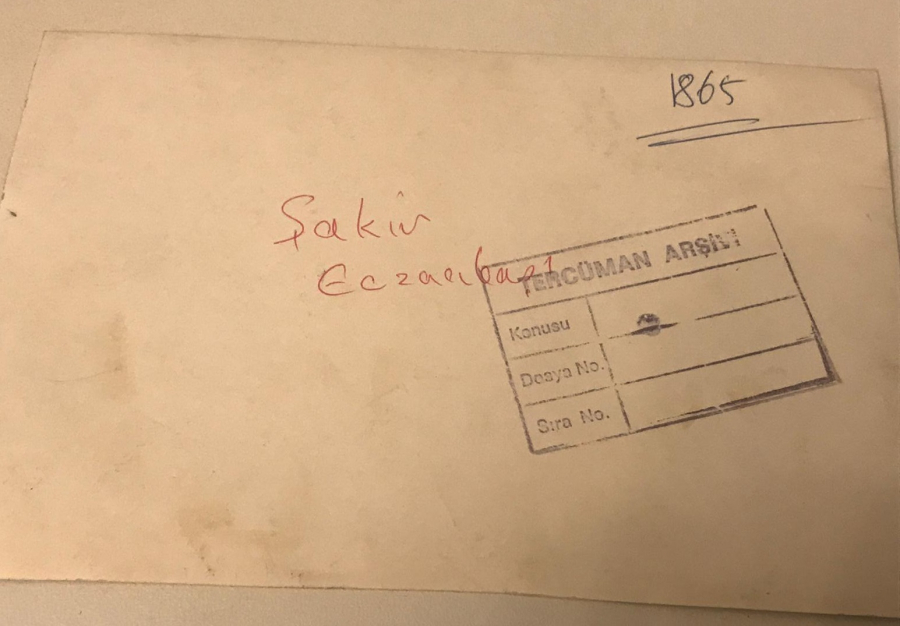 1865
Şakir
Eczacıbaşı
TERCÜMAN ARŞİVİ
Konusu
Dosya No.
Sıra No.